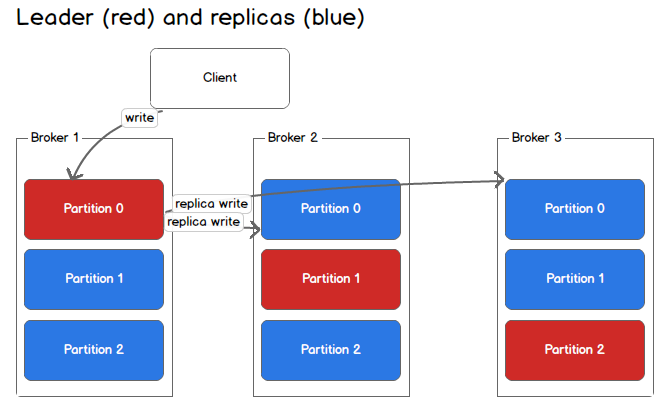 Leader (red) and replicas (blue)
Client
write
Broker 1
Broker 2
Broker 3
Partition 0
replica write
replica write
Partition 0
Partition 0
Partition 1
Partition 1
Partition 1
Partition 2
Partition 2
Partition 2